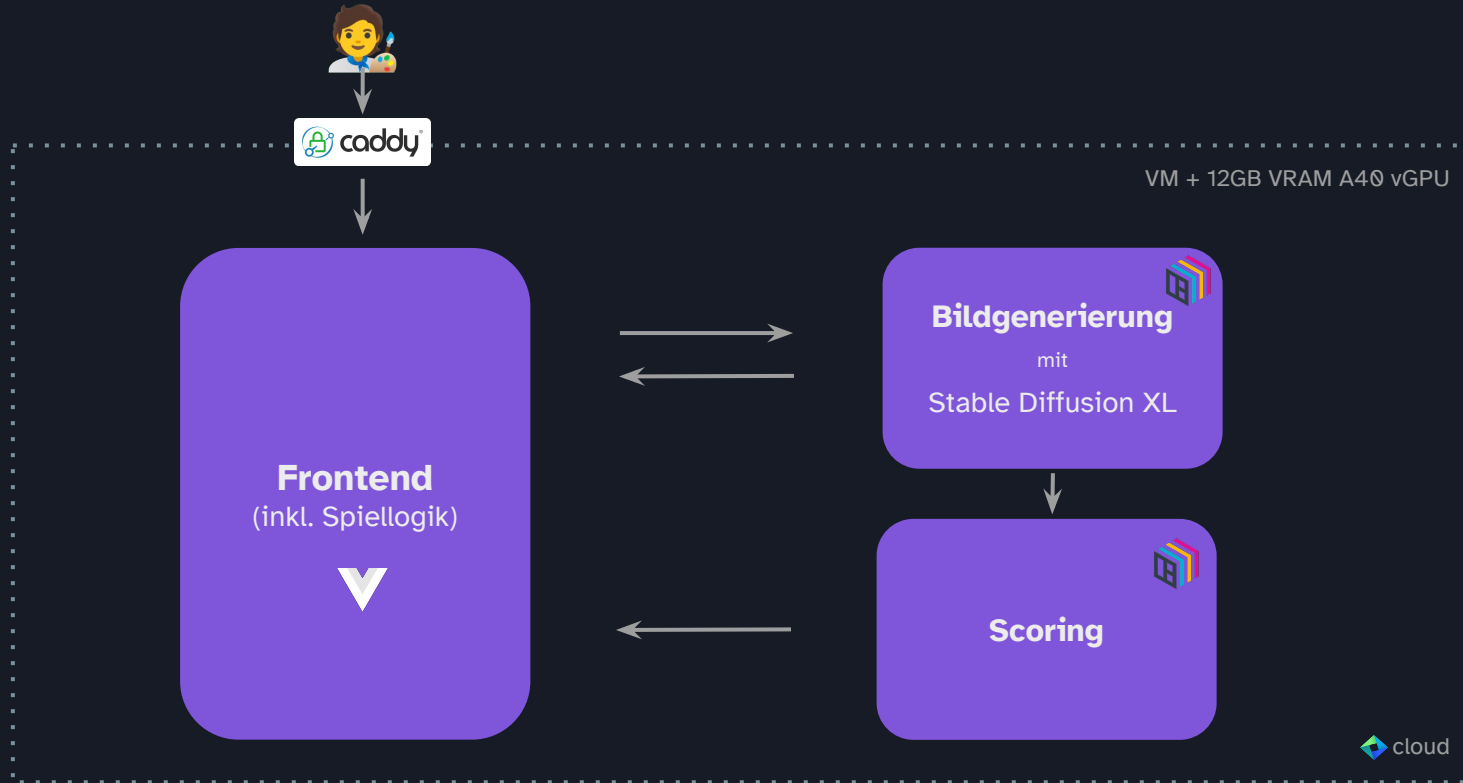 caddy
VM + 12GB VRAM A40 vGPU
Bildgenerierung
mit
Stable Diffusion XL
Frontend
(inkl. Spiellogik)
Scoring
cloud